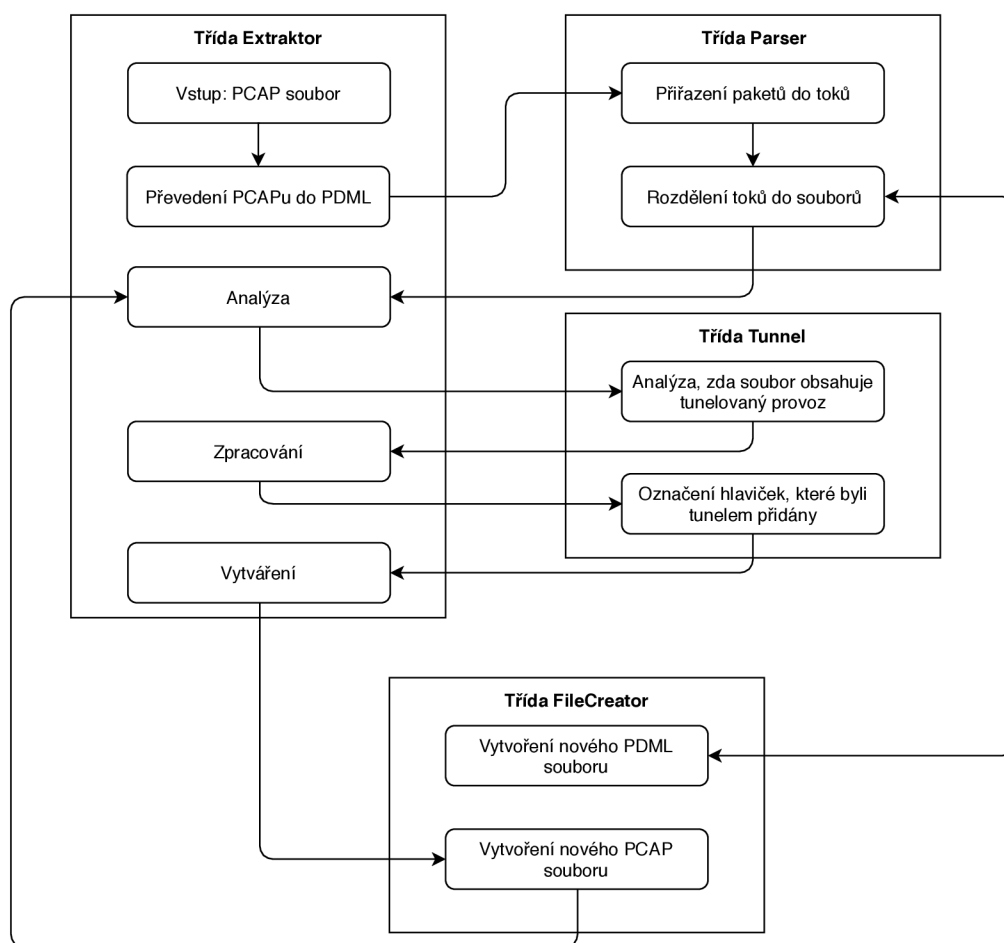 Třída Extraktor
Vstup: PCAP soubor
Převedení PCAPu do PDML
Analýza
Zpracování
Vytváření
Třída Parser
Přiřazení paketů do toků
Rozdělení toků do souborů
Třída Tunnel
Analýza, zda soubor obsahuje
tunelovaný provoz
Označení hlaviček, které byli
tunelem přidány
Třída FileCreator
Vytvoření nového PDML
souboru
Vytvoření nového PCAP
souboru